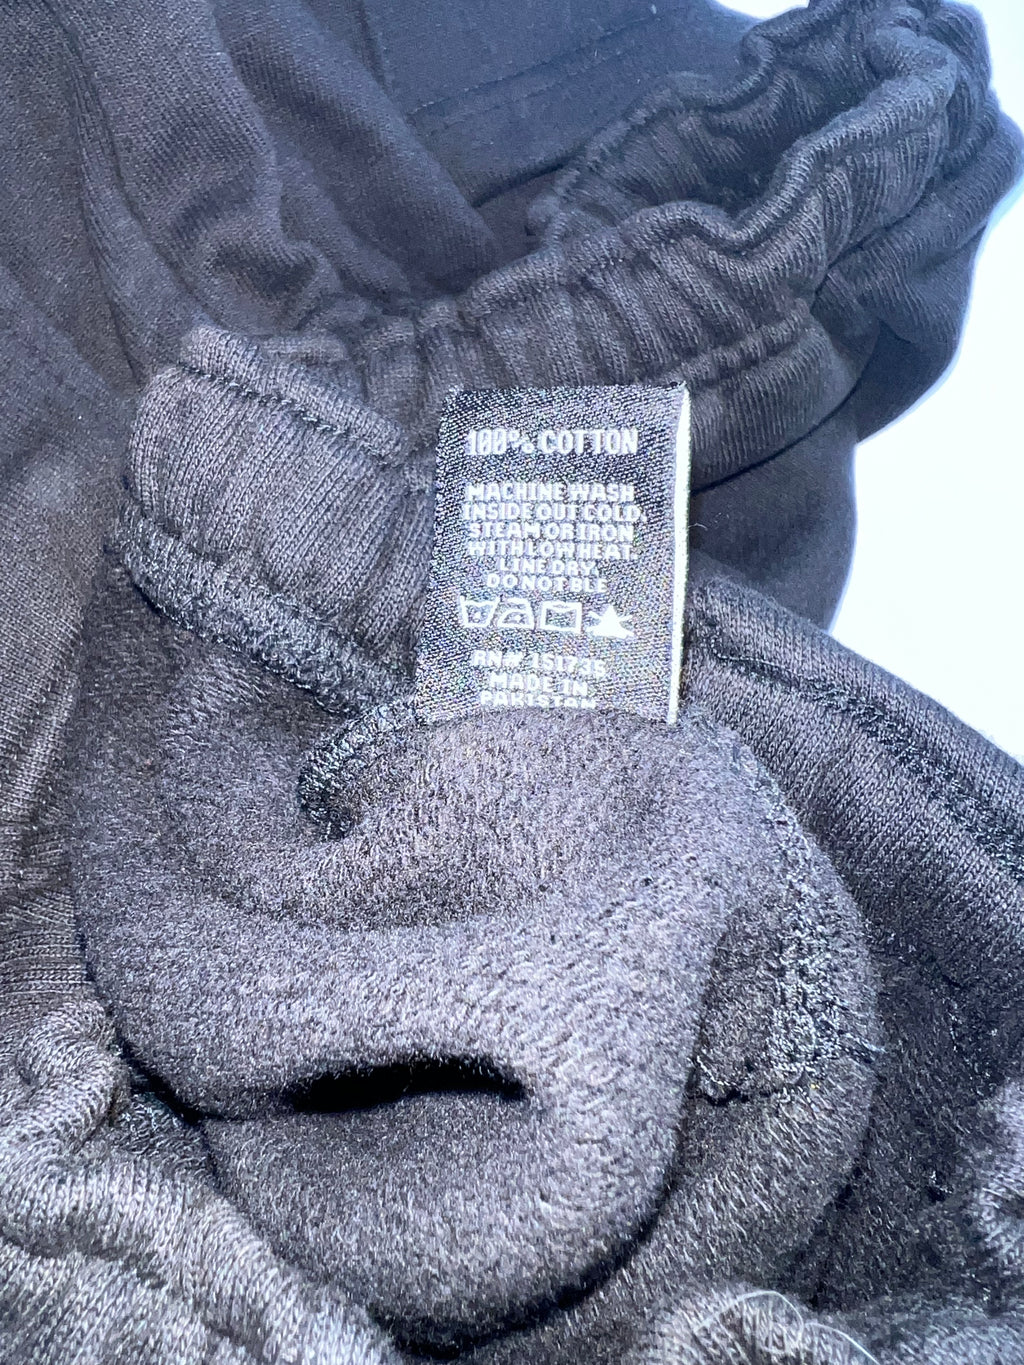 100% COTTON
MACHINE WASH
INSIDE OUT COLD.
STEAM OR IRON
WITH LOW HEAT.
LINE DRY.
DO NOT BLE
RN# 151735
MADE IN
PAKISTAN